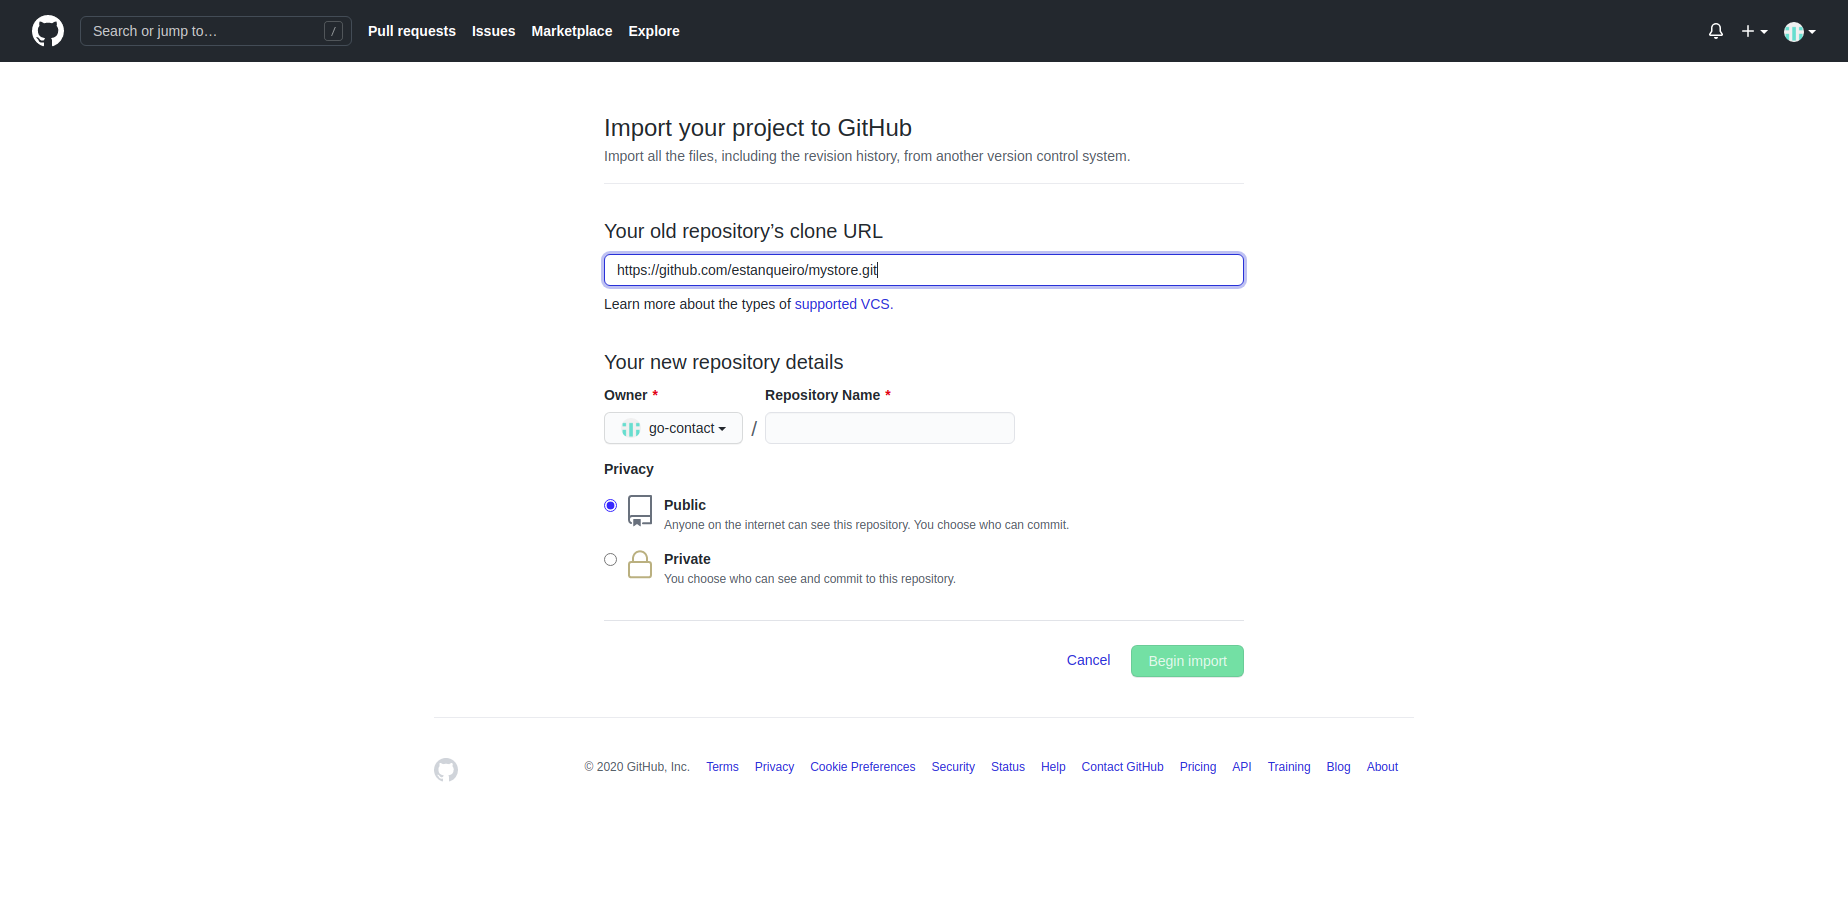 Search or jump to… /
Pull requests Issues Marketplace Explore
Import your project to GitHub
Import all the files, including the revision history, from another version control system.
Your old repository’s clone URL
https://github.com/estanqueiro/mystore.git
Learn more about the types of supported VCS.
Your new repository details
Owner * Repository Name *
go-contact /
Privacy
Public
Anyone on the internet can see this repository. You choose who can commit.
Private
You choose who can see and commit to this repository.
Cancel Begin import
© 2020 GitHub, Inc. Terms Privacy Cookie Preferences Security Status Help Contact GitHub Pricing API Training Blog About